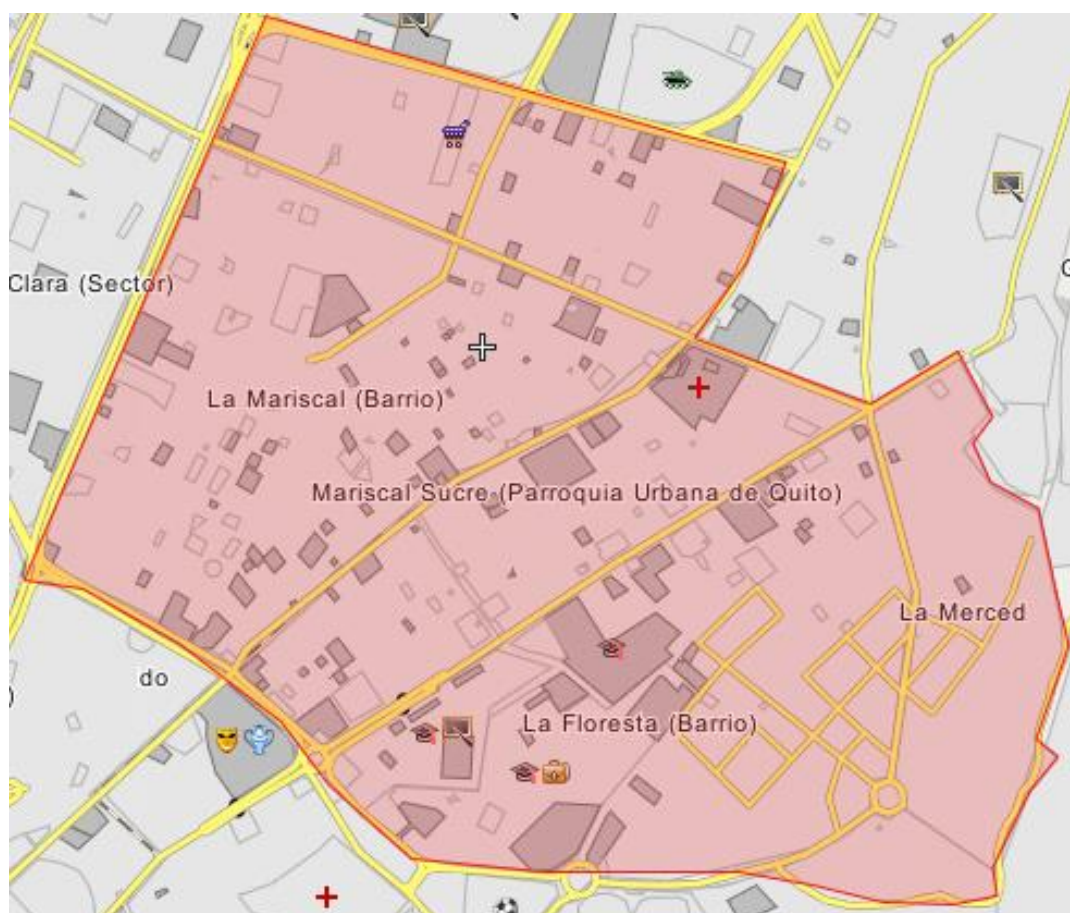 Clara (Sector)
La Mariscal (Barrio)
Mariscal Sucre (Parroquia Urbana de Quito)
La Merced
do
La Floresta (Barrio)